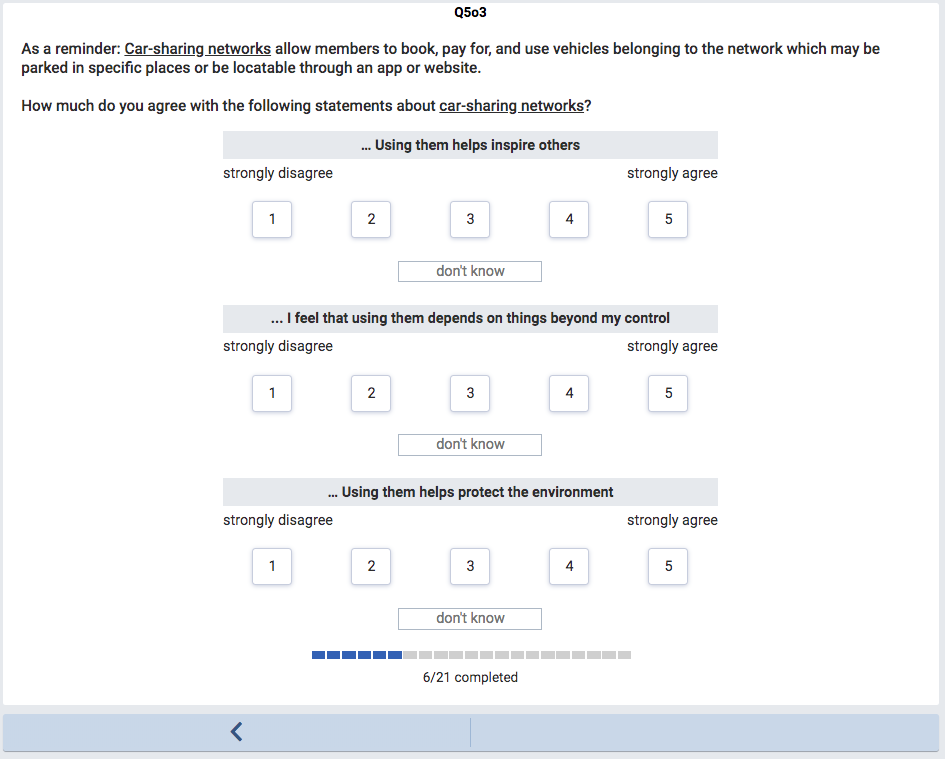 Q5o3
As a reminder: Car-sharing networks allow members to book, pay for, and use vehicles belonging to the network which may be
parked in specific places or be locatable through an app or website.
How much do you agree with the following statements about car-sharing networks?
... Using them helps inspire others
strongly disagree strongly agree
1 2 3 4 5
don't know
... I feel that using them depends on things beyond my control
strongly disagree strongly agree
1 2 3 4 5
don't know
... Using them helps protect the environment
strongly disagree strongly agree
1 2 3 4 5
don't know
6/21 completed